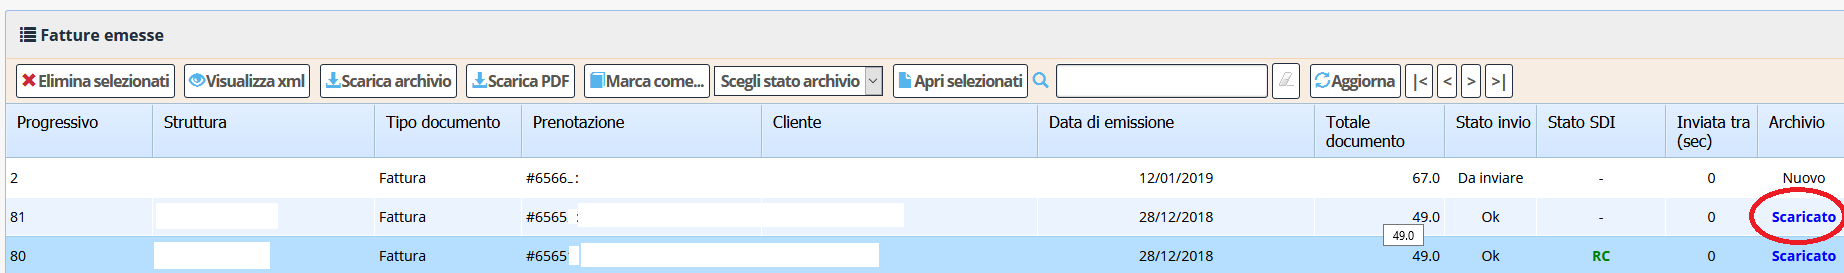 Fatture emesse
Elimina selezionati Visualizza xml Scarica archivio Scarica PDF Marca come... Scegli stato archivio Apri selezionati Aggiorna |< < > >|
Progressivo Struttura Tipo documento Prenotazione Cliente Data di emissione Totale documento Stato invio Stato SDI Inviata tra (sec) Archivio
2 Fattura #6566 : 12/01/2019 67.0 Da inviare - 0 Nuovo
81 Fattura #6565 : 28/12/2018 49.0 Ok - 0 Scaricato
49.0
80 Fattura #6565 28/12/2018 49.0 Ok RC 0 Scaricato